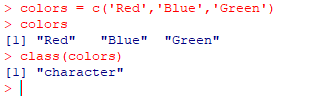 > colors = c('Red','Blue','Green')
> colors
[1] "Red"   "Blue"  "Green"
> class(colors)
[1] "character"
>